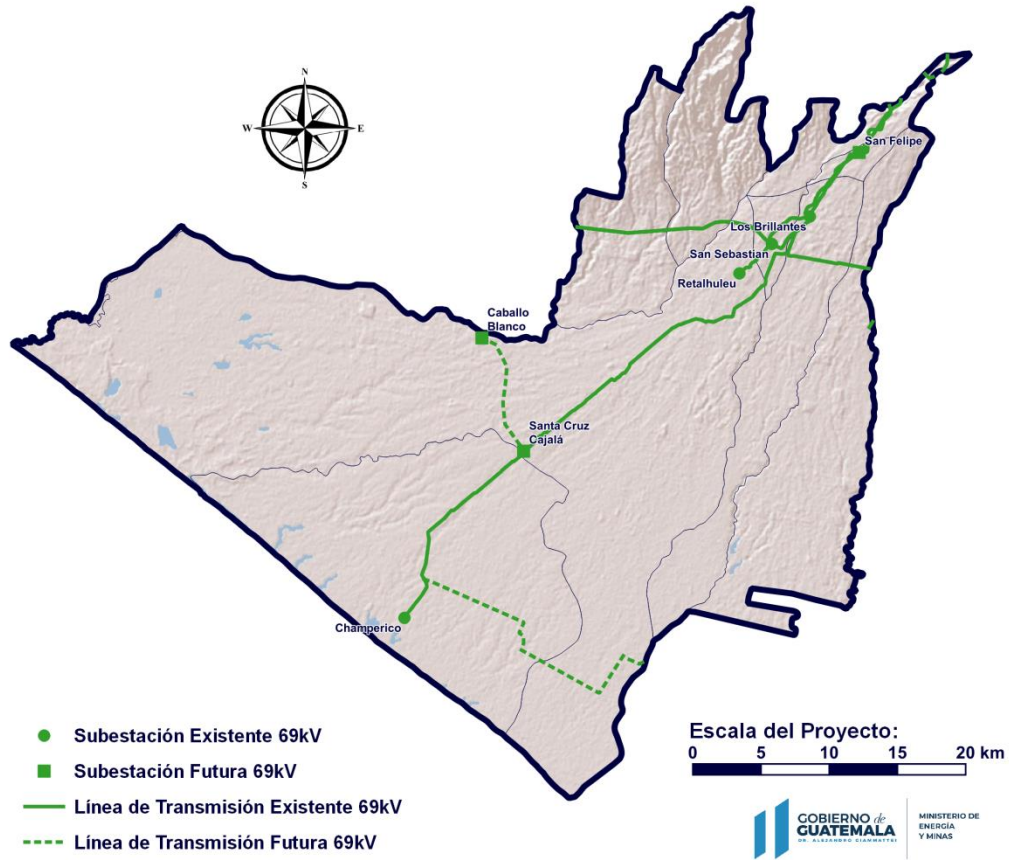 N
W
E
S
San Felipe
Los Brillantes
San Sebastian
Retalhuleu
Caballo
Blanco
Santa Cruz
Cajalá
Champerico
Subestación Existente 69kV
Subestación Futura 69kV
Línea de Transmisión Existente 69kV
Línea de Transmisión Futura 69kV
Escala del Proyecto:
0 5 10 15 20 km
GOBIERNO de
GUATEMALA
DR. ALEJANDRO GIAMMATTEI
MINISTERIO DE
ENERGÍA
Y MINAS